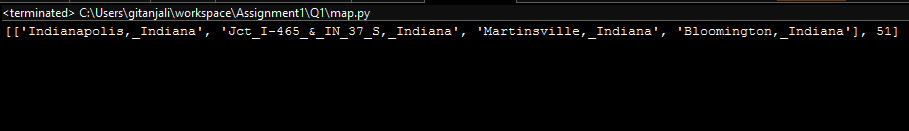 <terminated> C:\Users\gitanjali\workspace\Assignment1\Q1\map.py
[['Indianapolis,_Indiana', 'Jct_I-465_&_IN_37_S,_Indiana', 'Martinsville,_Indiana', 'Bloomington,_Indiana'], 51]